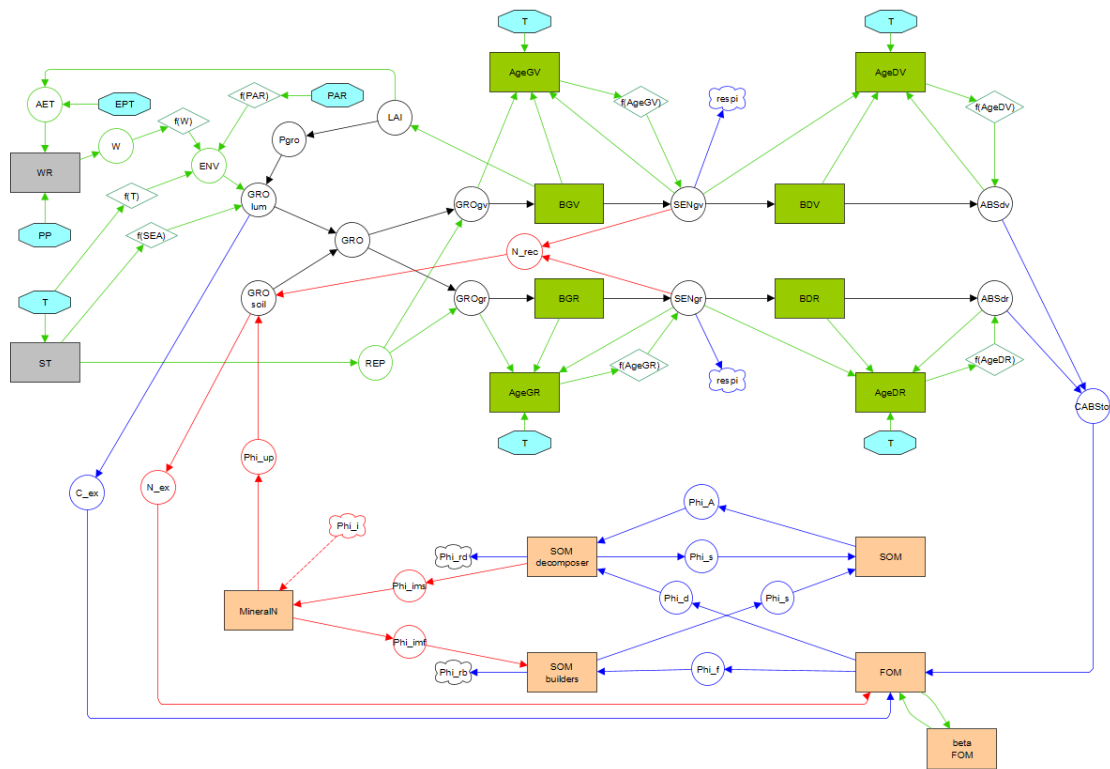 T
T
AgeGV
AgeDV
f(AgeGV)
respi
f(AgeDV)
AET
EPT
f(PAR)
PAR
LAI
f(W)
W
Pgro
ENV
WR
f(T)
GRO
lum
GROgv
BGV
SENgv
BDV
ABSdv
PP
f(SEA)
GRO
N_rec
T
GRO
soil
GROgr
BGR
SENgr
BDR
ABSdr
ST
REP
f(AgeGR)
respi
f(AgeDR)
AgeGR
AgeDR
CABStc
T
T
Phi_up
C_ex
N_ex
Phi_A
Phi_i
Phi_rd
SOM
decomposer
Phi_s
SOM
Phi_ims
Phi_d
Phi_s
MineralN
Phi_imf
Phi_rb
SOM
builders
Phi_f
FOM
beta
FOM